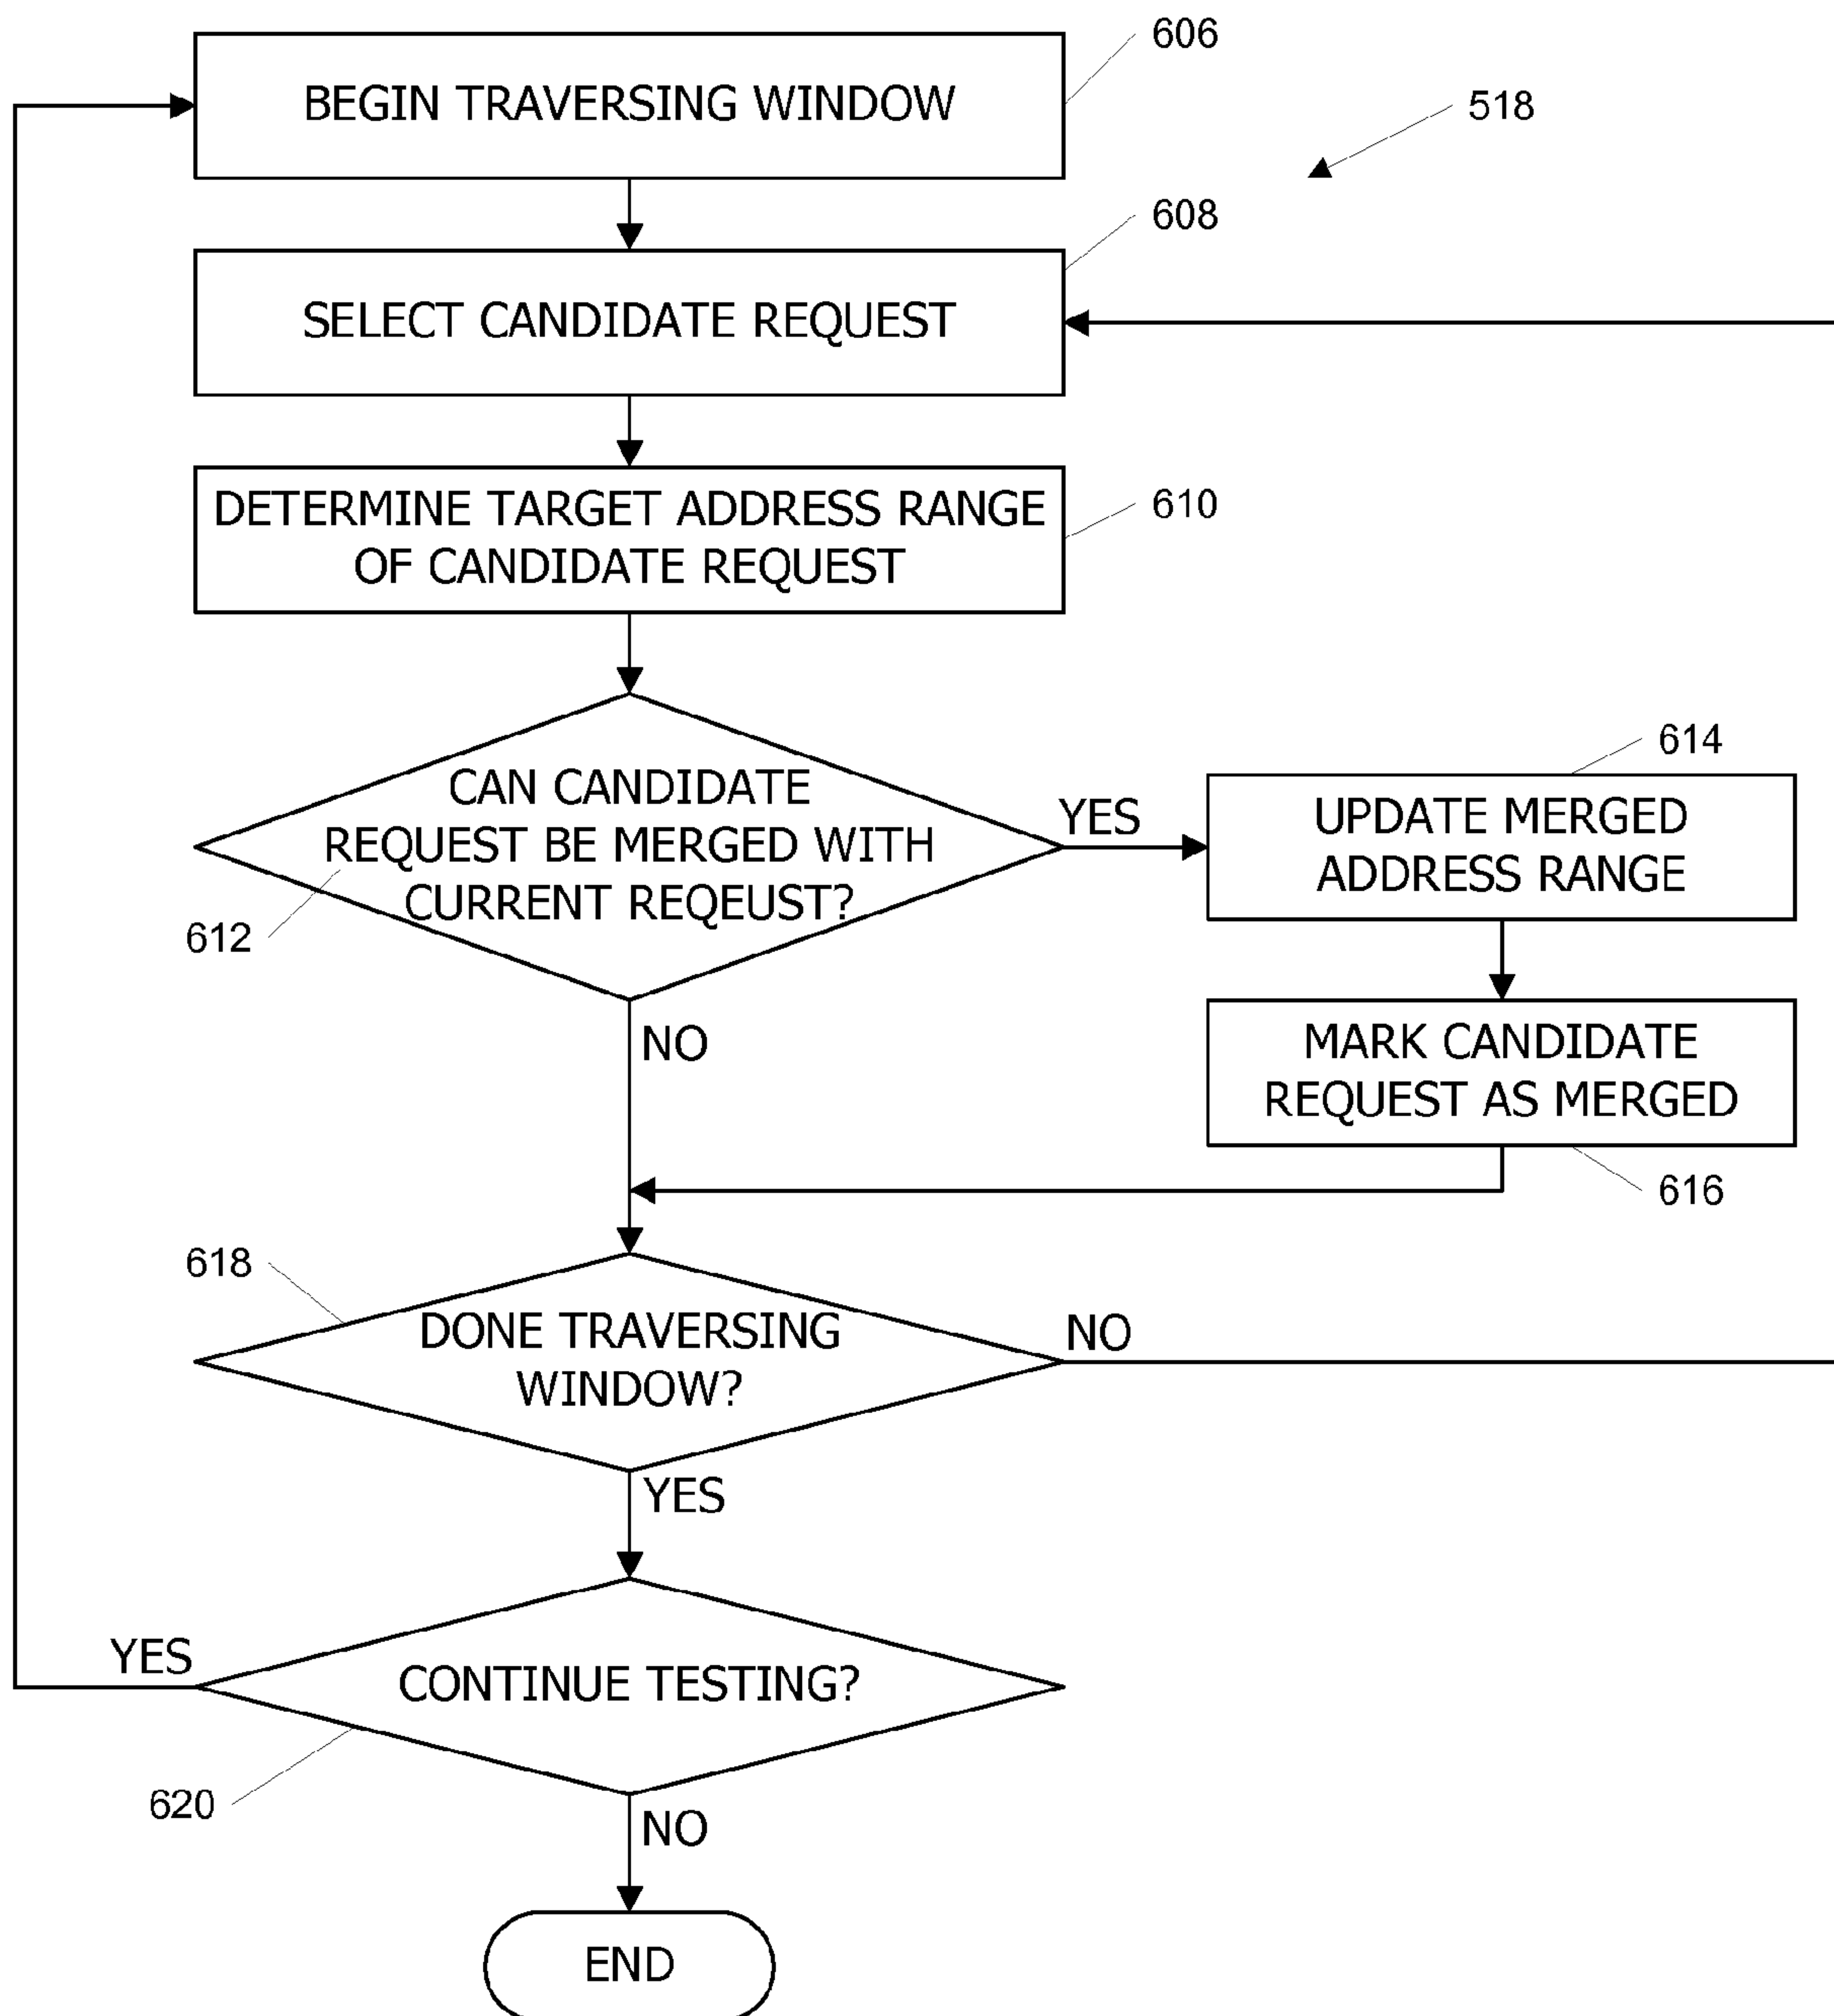 606
BEGIN TRAVERSING WINDOW
518
608
SELECT CANDIDATE REQUEST
DETERMINE TARGET ADDRESS RANGE
OF CANDIDATE REQUEST
610
CAN CANDIDATE
REQUEST BE MERGED WITH
CURRENT REQEUST?
612
YES
614
UPDATE MERGED
ADDRESS RANGE
NO
MARK CANDIDATE
REQUEST AS MERGED
616
618
DONE TRAVERSING
WINDOW?
NO
YES
YES
CONTINUE TESTING?
620
NO
END